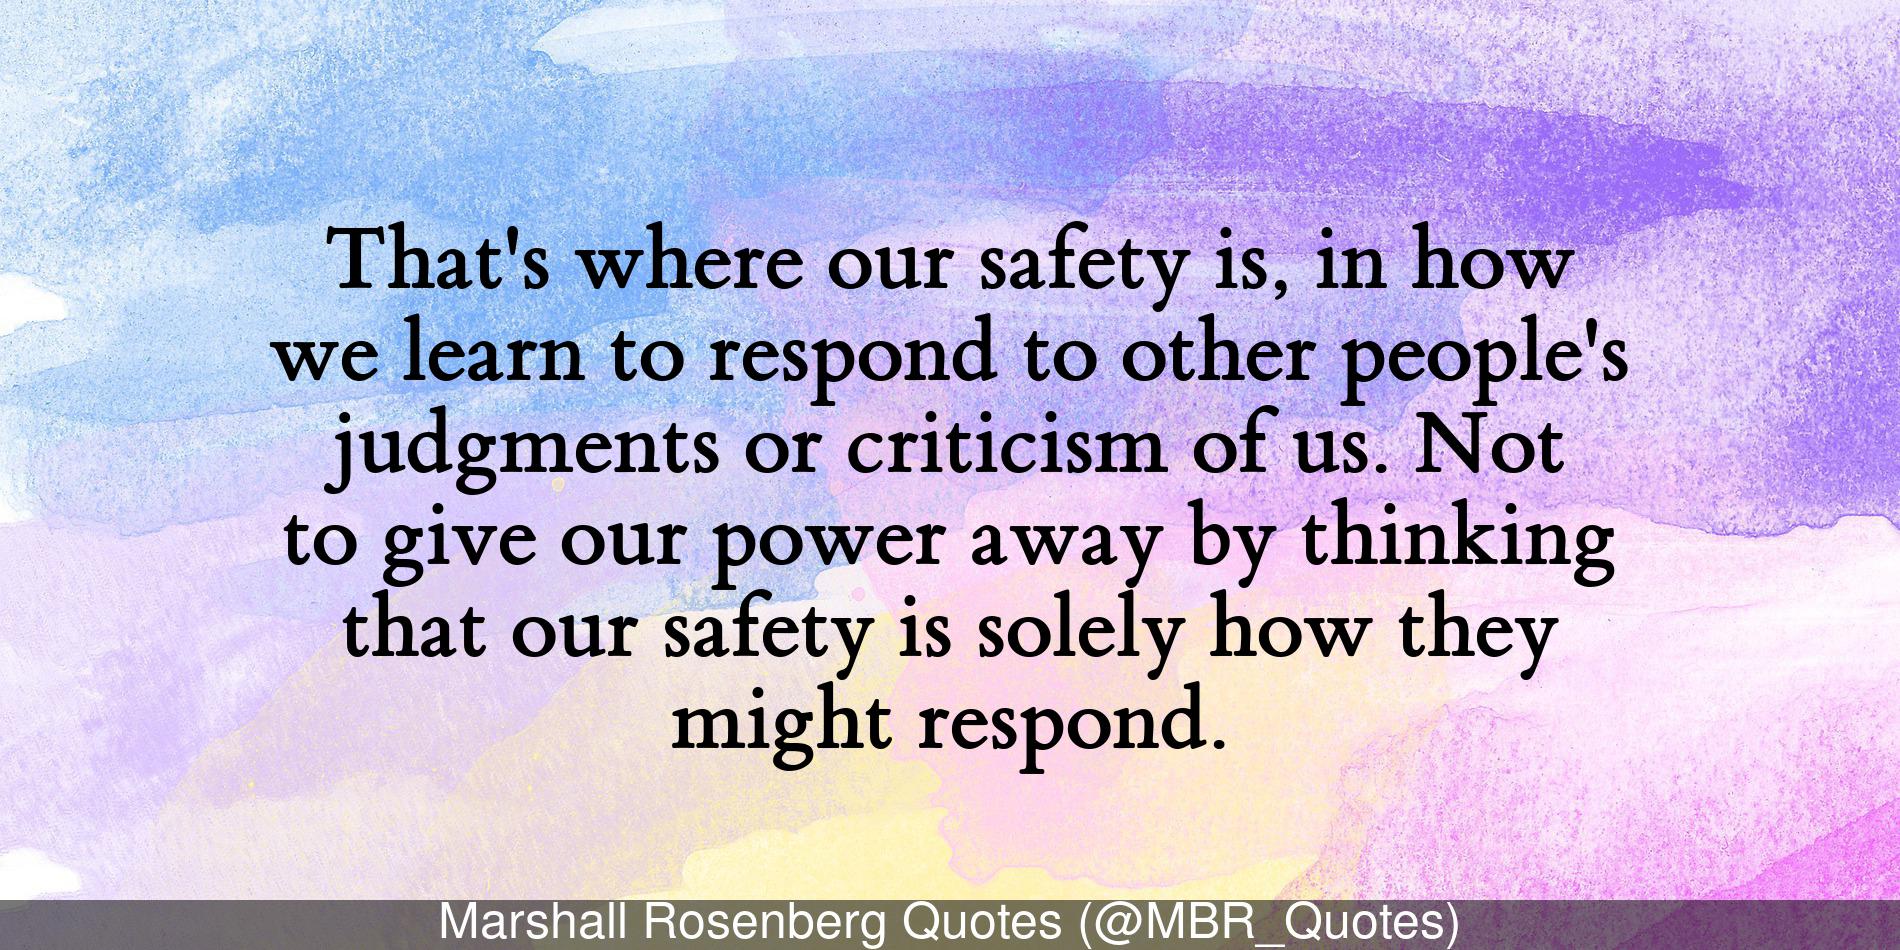 That's where our safety is, in how
we learn to respond to other people's
judgments or criticism of us. Not
to give our power away by thinking
that our safety is solely how they
might respond.
Marshall Rosenberg Quotes (@MBR_Quotes)